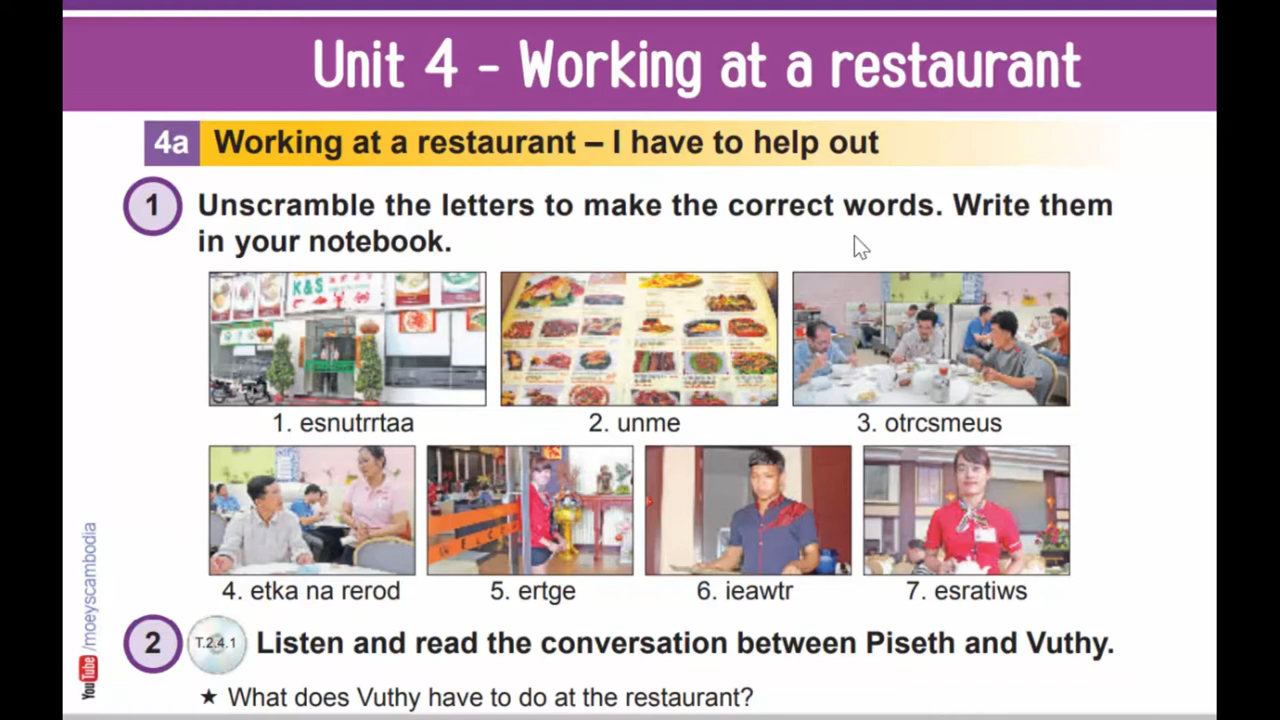 Unit 4 - Working at a restaurant
4a Working at a restaurant – I have to help out
1 Unscramble the letters to make the correct words. Write them
in your notebook.
K&S
1. esnutrrtaa 2. unme 3. otrcsmeus
4. etka na rerod 5. ertge 6. ieawtr 7. esratiws
2 T.2.4.1 Listen and read the conversation between Piseth and Vuthy.
★ What does Vuthy have to do at the restaurant?
YouTube /moeyscambodia